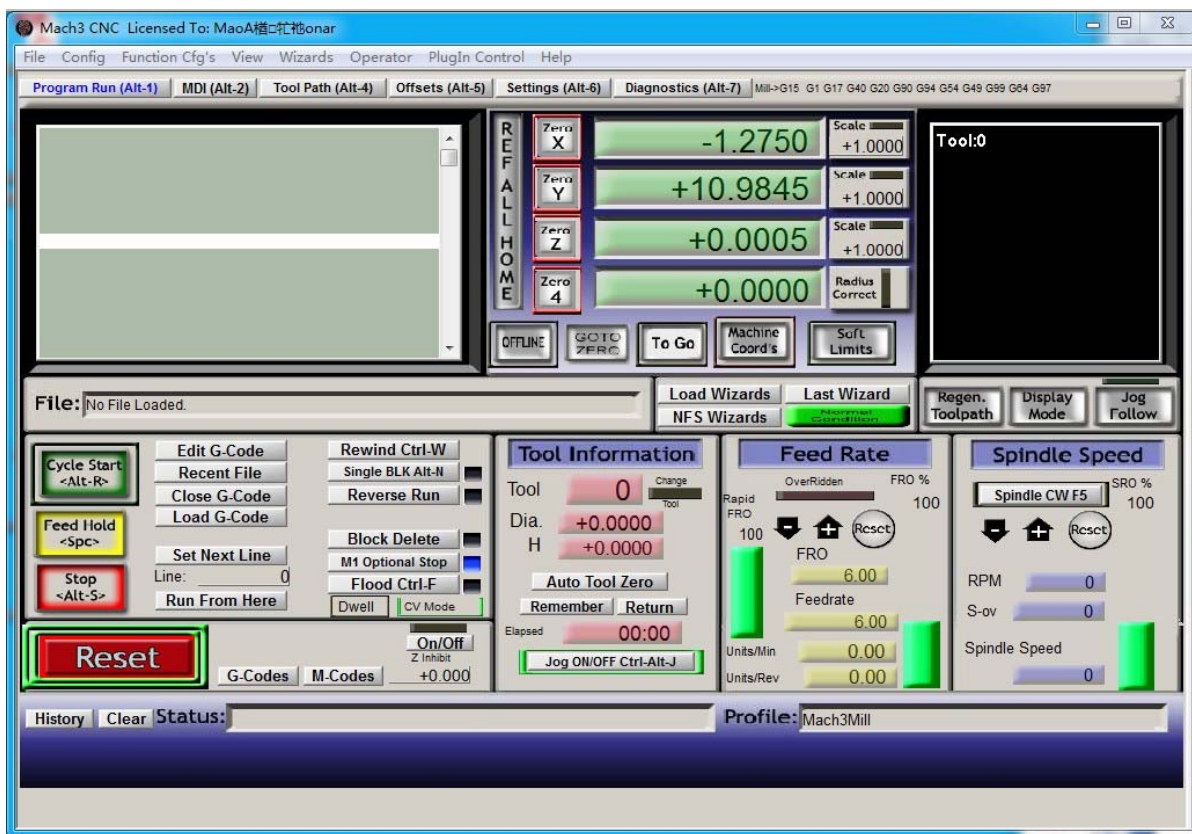 Mach3 CNC  Licensed To: MaoA楢□牤衪onar
File Config Function Cfg's View Wizards Operator PlugIn Control Help
Program Run (Alt-1) MDI (Alt-2) Tool Path (Alt-4) Offsets (Alt-5) Settings (Alt-6) Diagnostics (Alt-7) Mill->G15 G1 G17 G40 G20 G90 G94 G54 G49 G99 G64 G97
REF ALL HOME
Zero X -1.2750 Scale +1.0000
Zero Y +10.9845 Scale +1.0000
Zero Z +0.0005 Scale +1.0000
Zero 4 +0.0000 Radius Correct
OFFLINE GOTO ZERO To Go Machine Coord's Soft Limits
Tool:0
File: No File Loaded.
Load Wizards Last Wizard
NFS Wizards Normal Condition
Regen. Toolpath Display Mode Jog Follow
Cycle Start <Alt-R>
Feed Hold <Spc>
Stop <Alt-S>
Edit G-Code
Recent File
Close G-Code
Load G-Code
Set Next Line
Line: 0
Run From Here
Rewind Ctrl-W
Single BLK Alt-N
Reverse Run
Block Delete
M1 Optional Stop
Flood Ctrl-F
Dwell CV Mode
Reset
G-Codes M-Codes
On/Off
Z Inhibit
+0.000
Tool Information
Tool 0 Change Tool
Dia. +0.0000
H +0.0000
Auto Tool Zero
Remember Return
Elapsed 00:00
Jog ON/OFF Ctrl-Alt-J
Feed Rate
OverRidden FRO %
100
Rapid FRO
100
Reset
FRO
6.00
Feedrate
6.00
Units/Min 0.00
Units/Rev 0.00
Spindle Speed
Spindle CW F5
SRO %
100
Reset
RPM 0
S-ov 0
Spindle Speed
0
History Clear Status:
Profile: Mach3Mill